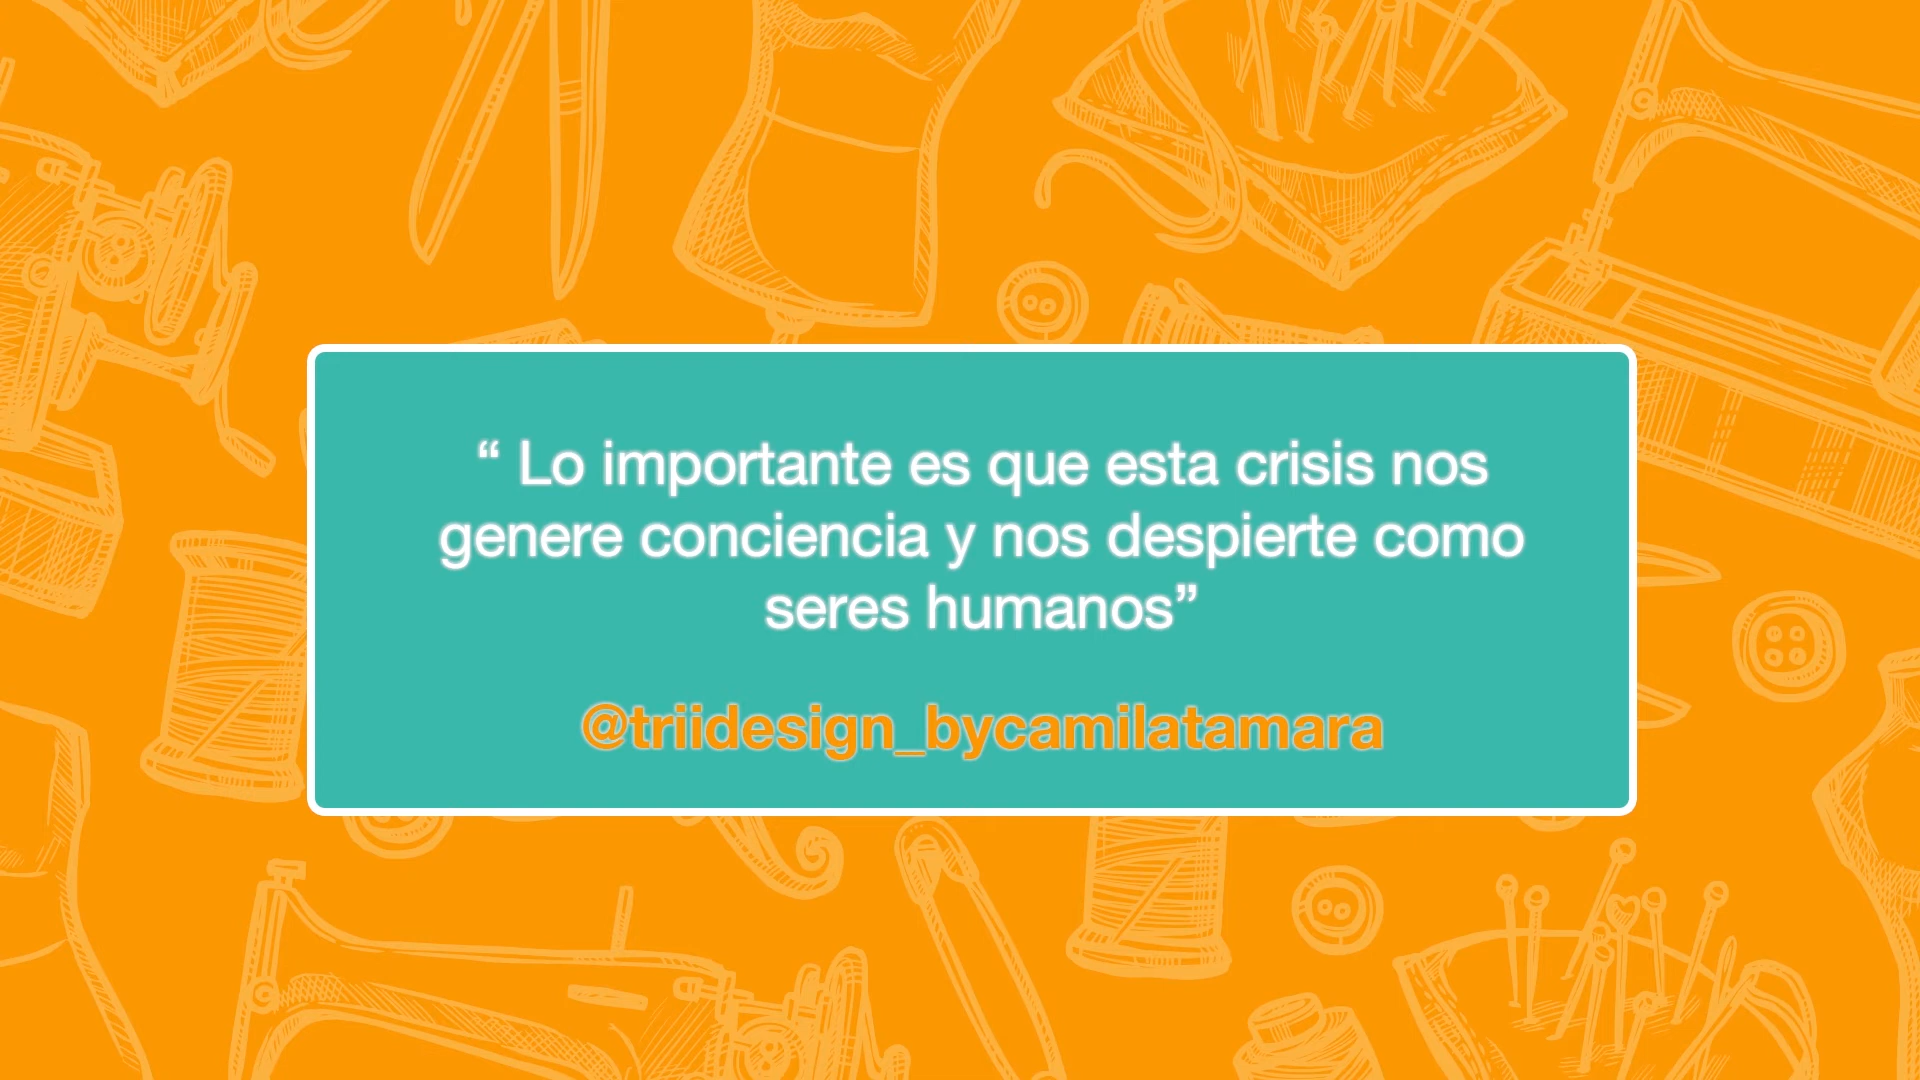 “ Lo importante es que esta crisis nos
genere conciencia y nos despierte como
seres humanos”
@triidesign_bycamilatamara